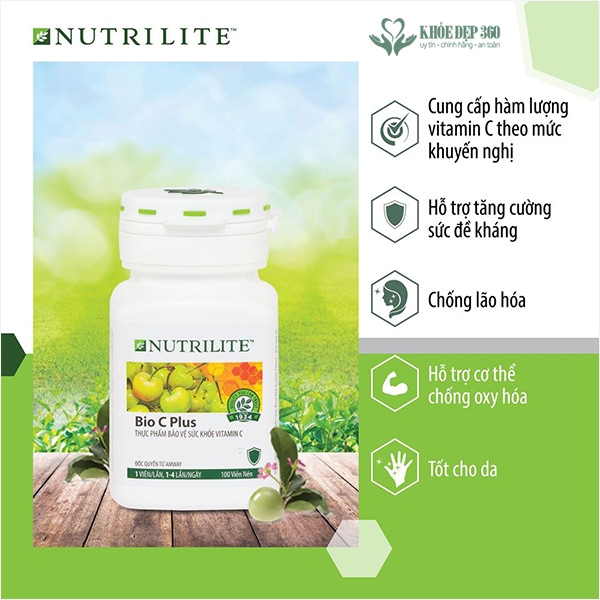 NUTRILITE™
KHỎE ĐẸP 360
uy tín - chính hãng - an toàn
Cung cấp hàm lượng
vitamin C theo mức
khuyến nghị
Hỗ trợ tăng cường
sức đề kháng
Chống lão hóa
Hỗ trợ cơ thể
chống oxy hóa
Tốt cho da
NUTRILITE™
Bio C Plus
THỰC PHẨM BẢO VỆ SỨC KHỎE VITAMIN C
1934
ĐỘC QUYỀN TỪ AMWAY
1 VIÊN/LẦN, 1-4 LẦN/NGÀY
100 Viên Nén